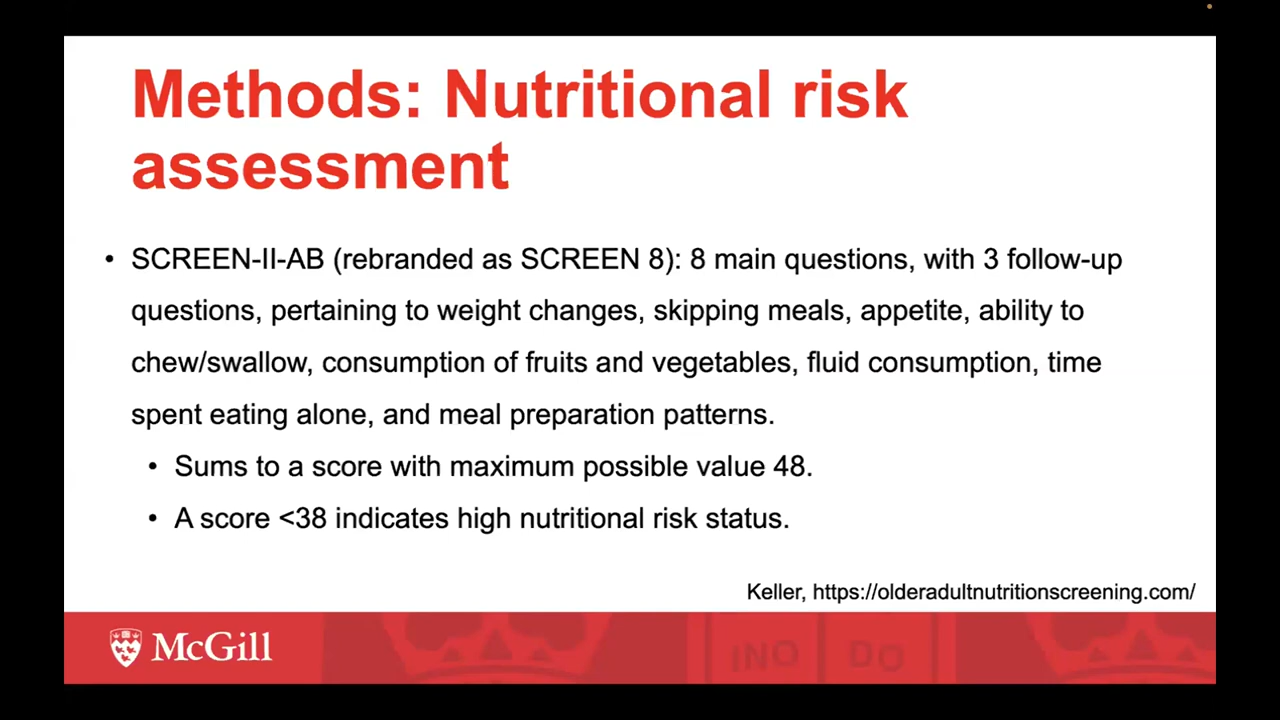 Methods: Nutritional risk
assessment
• SCREEN-II-AB (rebranded as SCREEN 8): 8 main questions, with 3 follow-up
questions, pertaining to weight changes, skipping meals, appetite, ability to
chew/swallow, consumption of fruits and vegetables, fluid consumption, time
spent eating alone, and meal preparation patterns.
• Sums to a score with maximum possible value 48.
• A score <38 indicates high nutritional risk status.
Keller, https://olderadultnutritionscreening.com/
McGill
INO DO